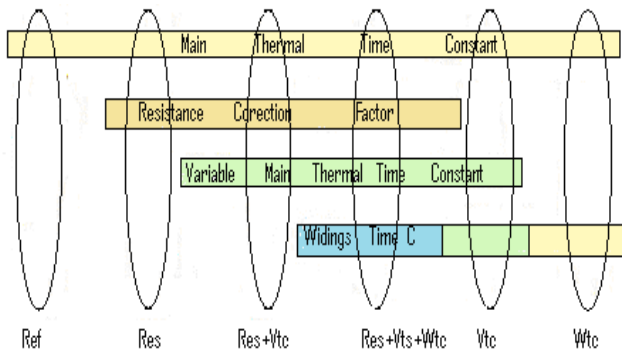 Main Thermal Time Constant
Resistance Corection Factor
Variable Main Thermal Time Constant
Widings Time C
Ref Res Res+Vtc Res+Vts+Wtc Vtc Wtc